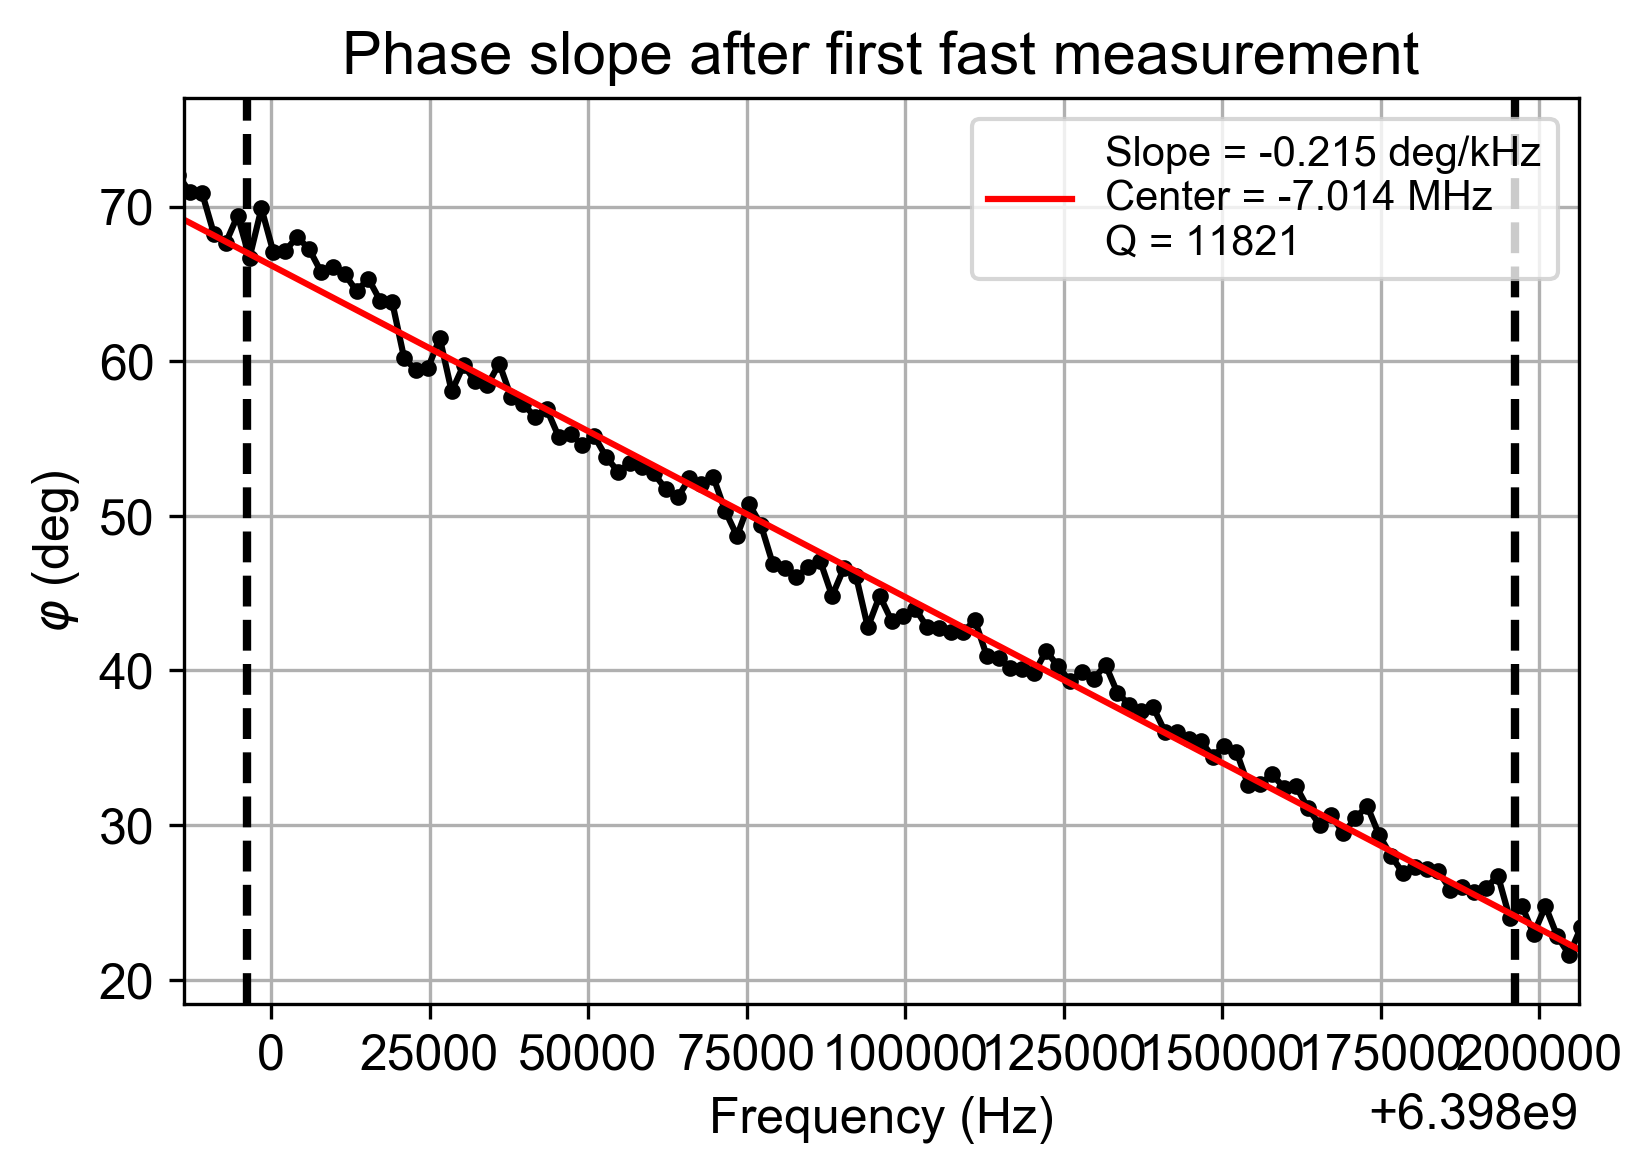 Phase slope after first fast measurement
Slope = -0.215 deg/kHz
Center = -7.014 MHz
Q = 11821
70
60
50
40
30
20
φ (deg)
0 25000 50000 75000 100000 125000 150000 175000 200000
Frequency (Hz)
+6.398e9